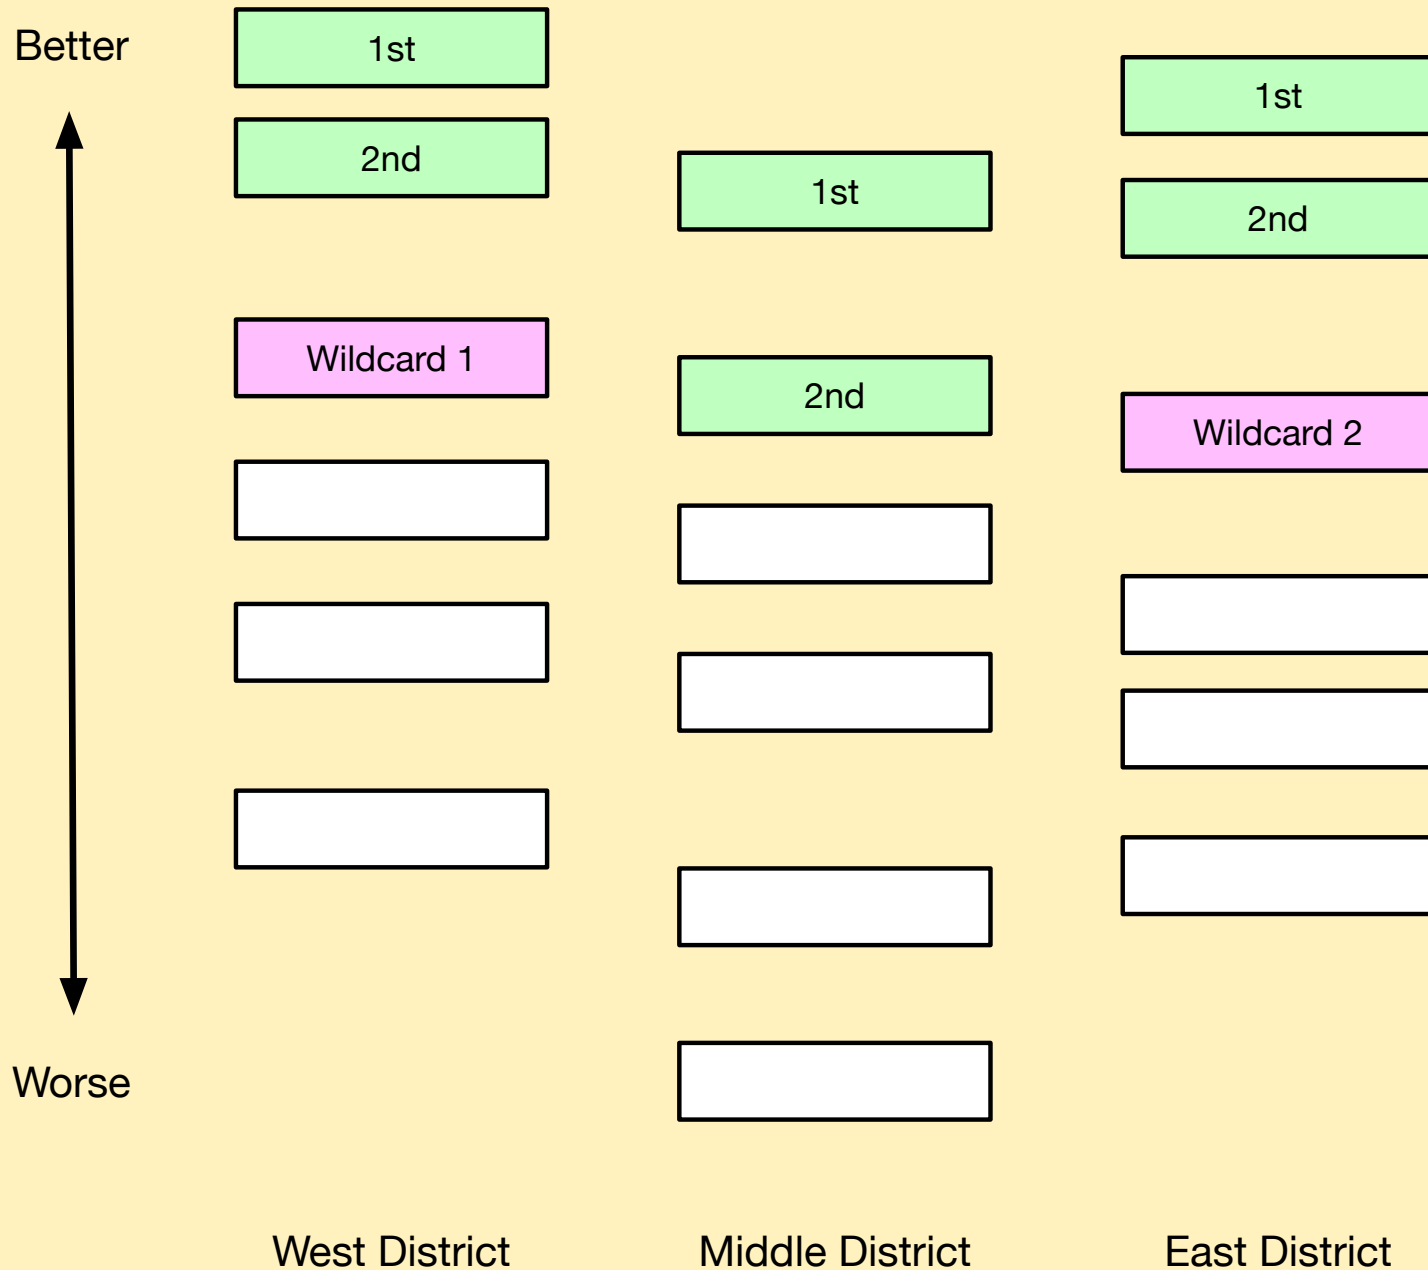 Better
1st
1st
2nd
1st
2nd
Wildcard 1
2nd
Wildcard 2
Worse
West District
Middle District
East District